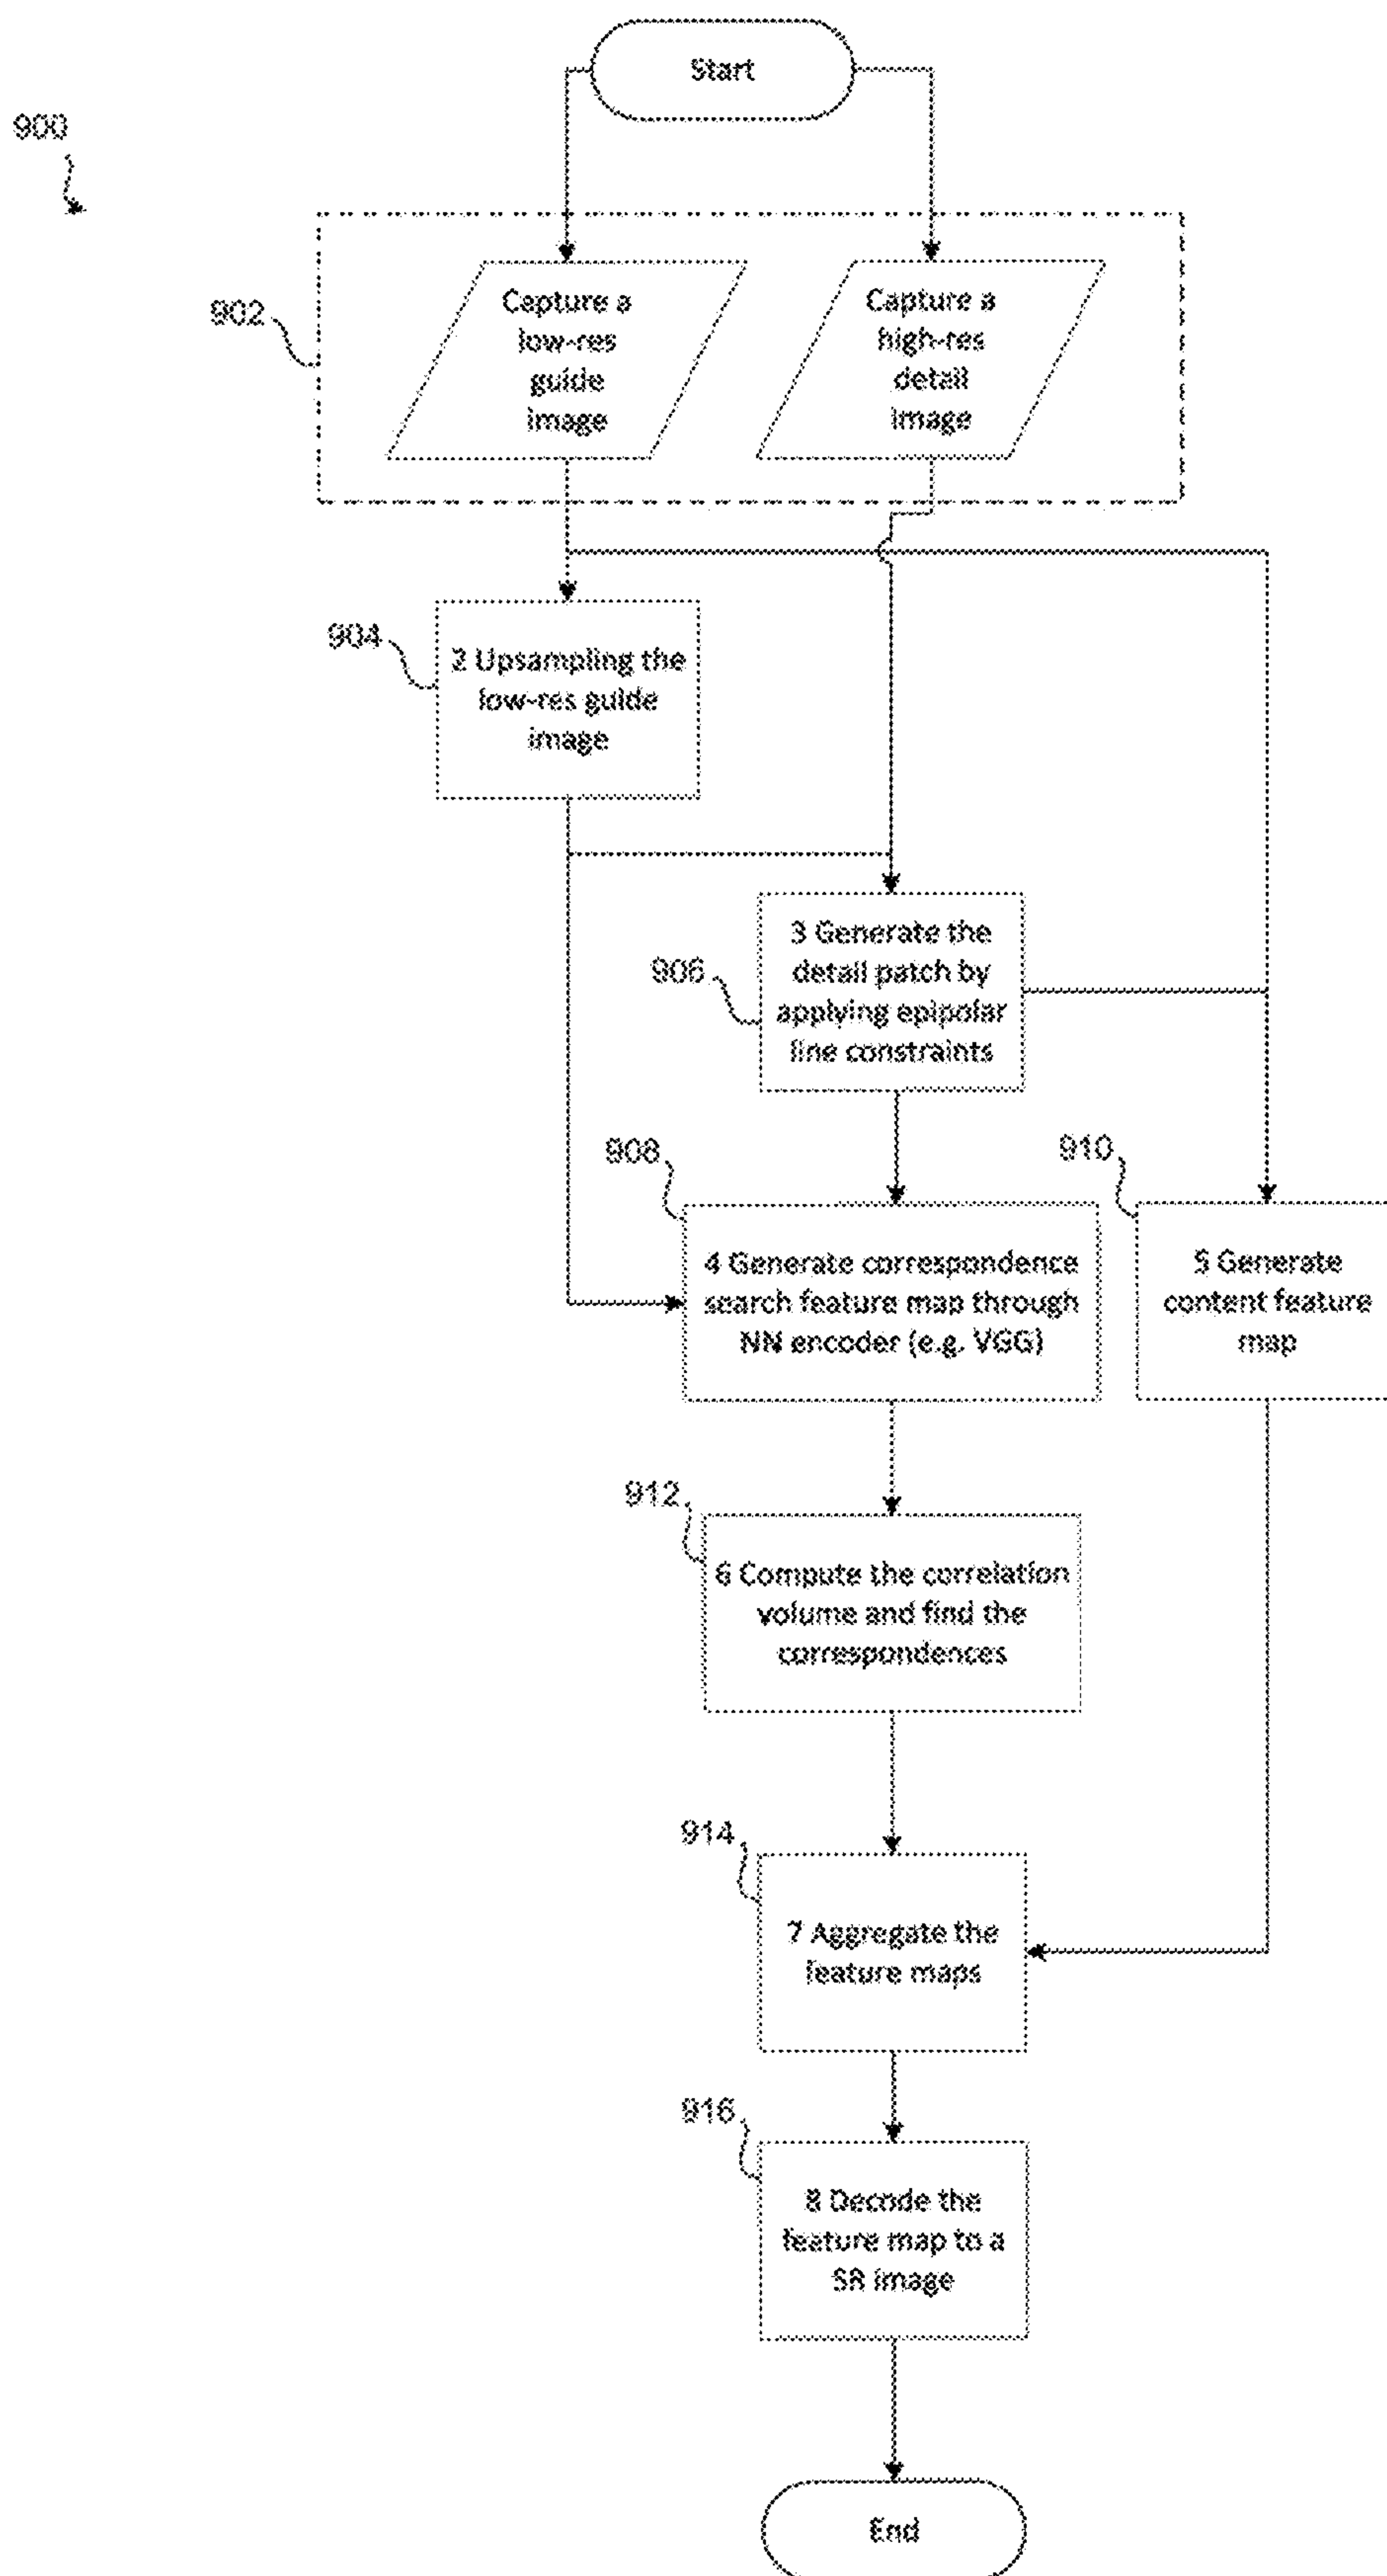 Start
900
902
Capture a
low-res
guide
image
Capture a
high-res
detail
image
904
2 Upsampling the
low-res guide
image
906
3 Generate the
detail patch by
applying epipolar
line constraints
908
4 Generate correspondence
search feature map through
NN encoder (e.g. VGG)
910
5 Generate
content feature
map
912
6 Compute the correlation
volume and find the
correspondences
914
7 Aggregate the
feature maps
916
8 Decode the
feature map to a
SR image
End